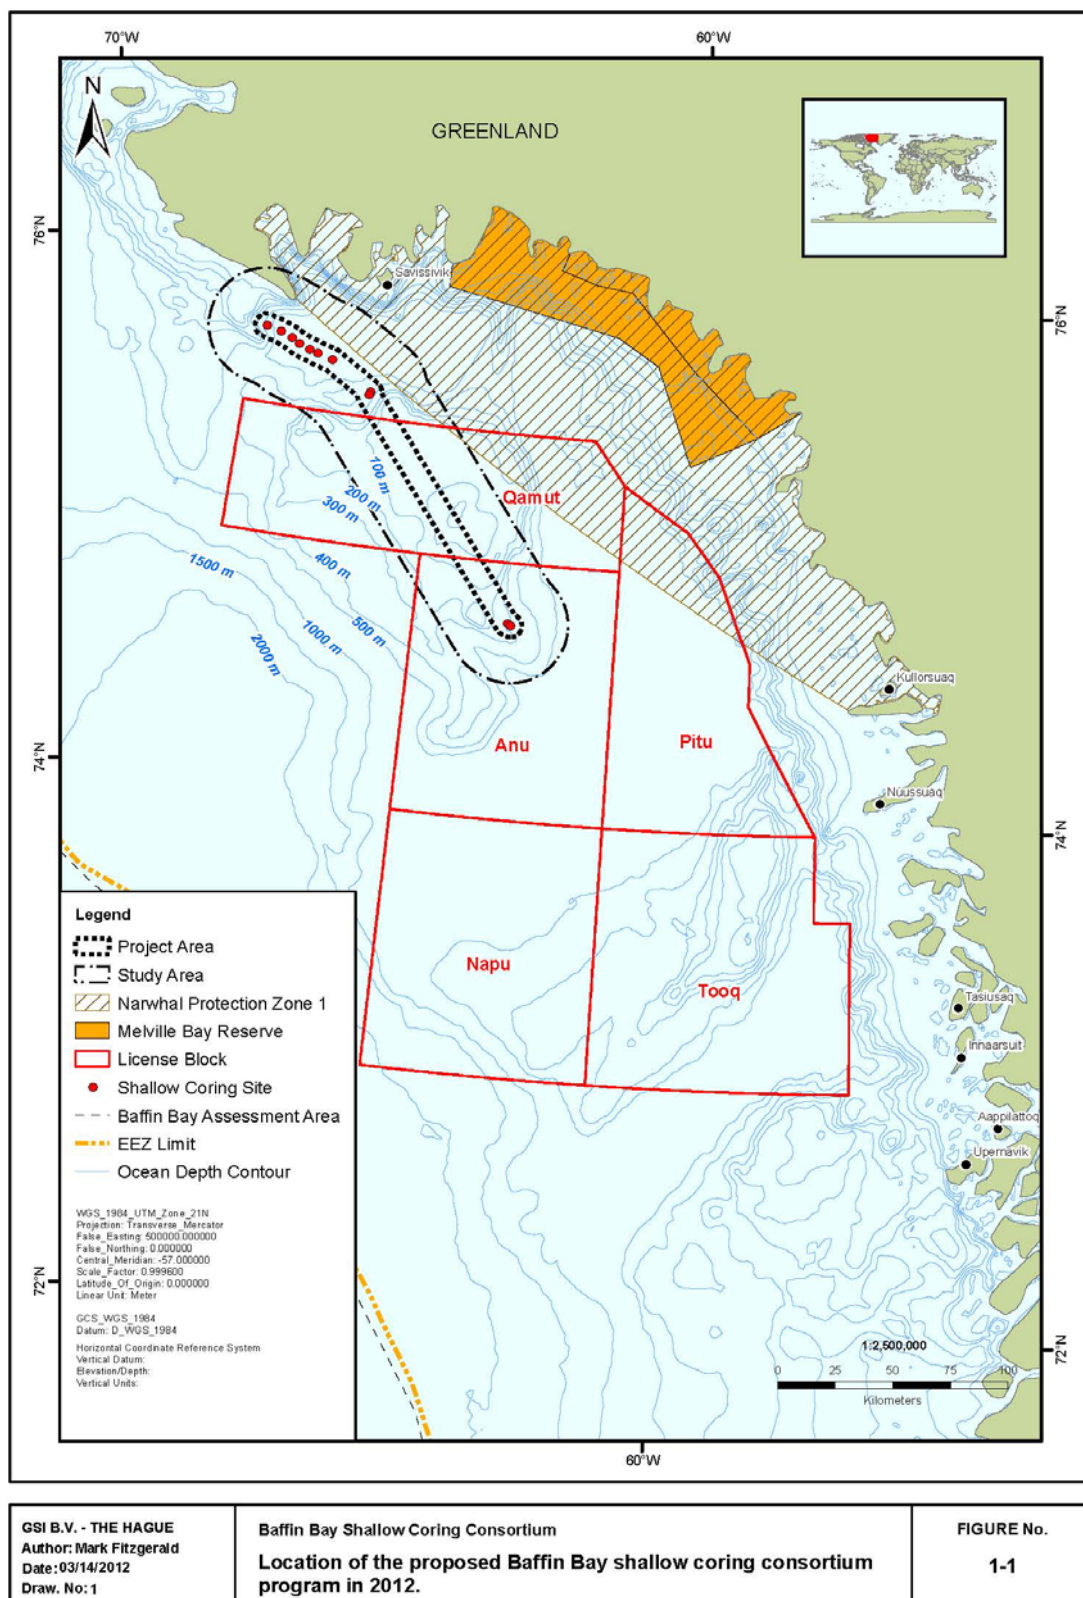 70°W
60°W
N
GREENLAND
76°N
76°N
Savissivik
100 m
200 m
300 m
400 m
500 m
1000 m
1500 m
2000 m
Qamut
Kullorsuaq
Anu
Pitu
74°N
74°N
Nuussuaq
Napu
Tooq
Tasiusaq
Innaarsuit
Aappilattoq
Upernavik
Legend
Project Area
Study Area
Narwhal Protection Zone 1
Melville Bay Reserve
License Block
Shallow Coring Site
Baffin Bay Assessment Area
EEZ Limit
Ocean Depth Contour
WGS_1984_UTM_Zone_21N
Projection: Transverse_Mercator
False_Easting: 500000.000000
False_Northing: 0.000000
Central_Meridian: -57.000000
Scale_Factor: 0.999600
Latitude_Of_Origin: 0.000000
Linear Unit: Meter
GCS_WGS_1984
Datum: D_WGS_1984
Horizontal Coordinate Reference System
Vertical Datum:
Elevation/Depth:
Vertical Units:
72°N
72°N
1:2,500,000
0 25 50 75 100
Kilometers
60°W
GSI B.V. - THE HAGUE
Author: Mark Fitzgerald
Date: 03/14/2012
Draw. No: 1
Baffin Bay Shallow Coring Consortium
Location of the proposed Baffin Bay shallow coring consortium
program in 2012.
FIGURE No.
1-1